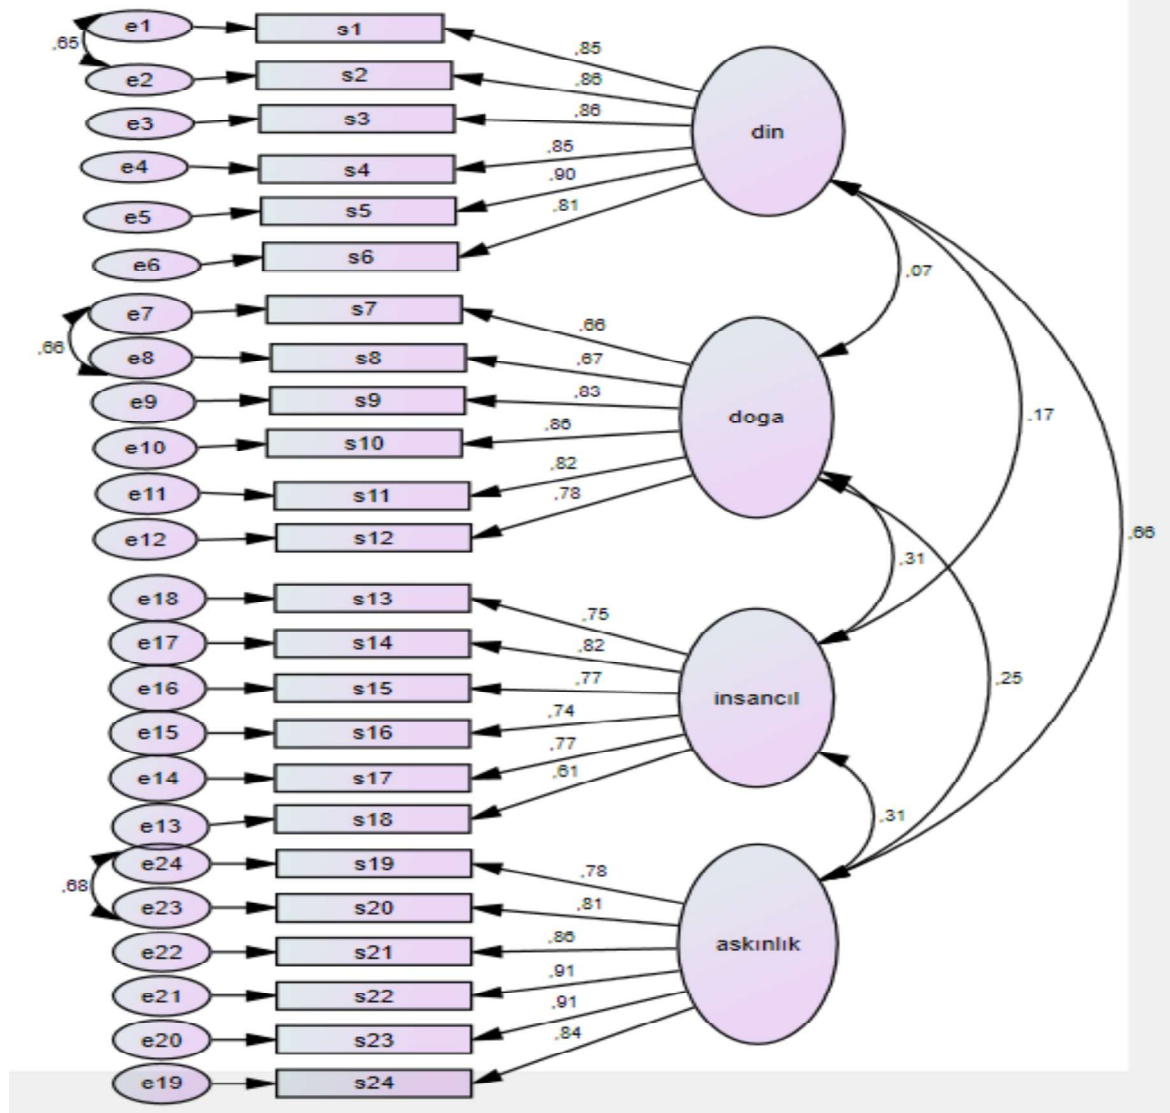 e1 s1 ,85
,65
e2 s2 ,86
e3 s3 ,86
din
e4 s4 ,85
e5 s5 ,90
e6 s6 ,81
,07
e7 s7 ,66
,66
e8 s8 ,67
e9 s9 ,83
doga
.17
e10 s10 ,86
e11 s11 ,82
e12 s12 ,78
,66
,31
e18 s13 ,75
e17 s14 ,82
e16 s15 ,77
insancıl
,25
e15 s16 ,74
e14 s17 ,77
e13 s18 ,61
,31
e24 s19 ,78
,68
e23 s20 ,81
e22 s21 ,86
askınlık
e21 s22 ,91
e20 s23 ,91
e19 s24 ,84